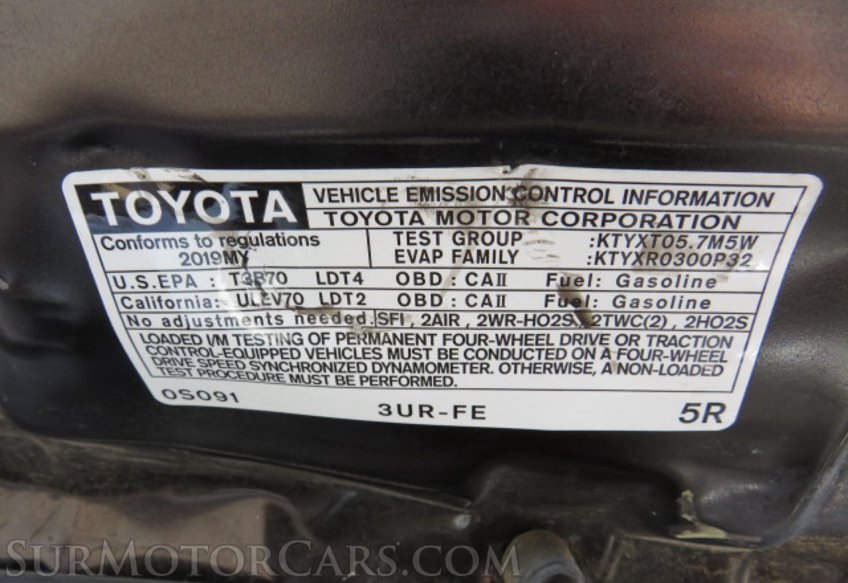 TOYOTA
VEHICLE EMISSION CONTROL INFORMATION
TOYOTA MOTOR CORPORATION
Conforms to regulations
2019MY
TEST GROUP :KTYXT05.7M5W
EVAP FAMILY :KTYXR0300P32
U.S.EPA : T3B70 LDT4 OBD : CAII Fuel: Gasoline
California: ULEV70 LDT2 OBD : CAII Fuel: Gasoline
No adjustments needed. SFI , 2AIR , 2WR-HO2S , 2TWC(2) , 2HO2S
LOADED I/M TESTING OF PERMANENT FOUR-WHEEL DRIVE OR TRACTION
CONTROL-EQUIPPED VEHICLES MUST BE CONDUCTED ON A FOUR-WHEEL
DRIVE SPEED SYNCHRONIZED DYNAMOMETER. OTHERWISE, A NON-LOADED
TEST PROCEDURE MUST BE PERFORMED.
0S091 3UR-FE 5R
SurMotorCars.com